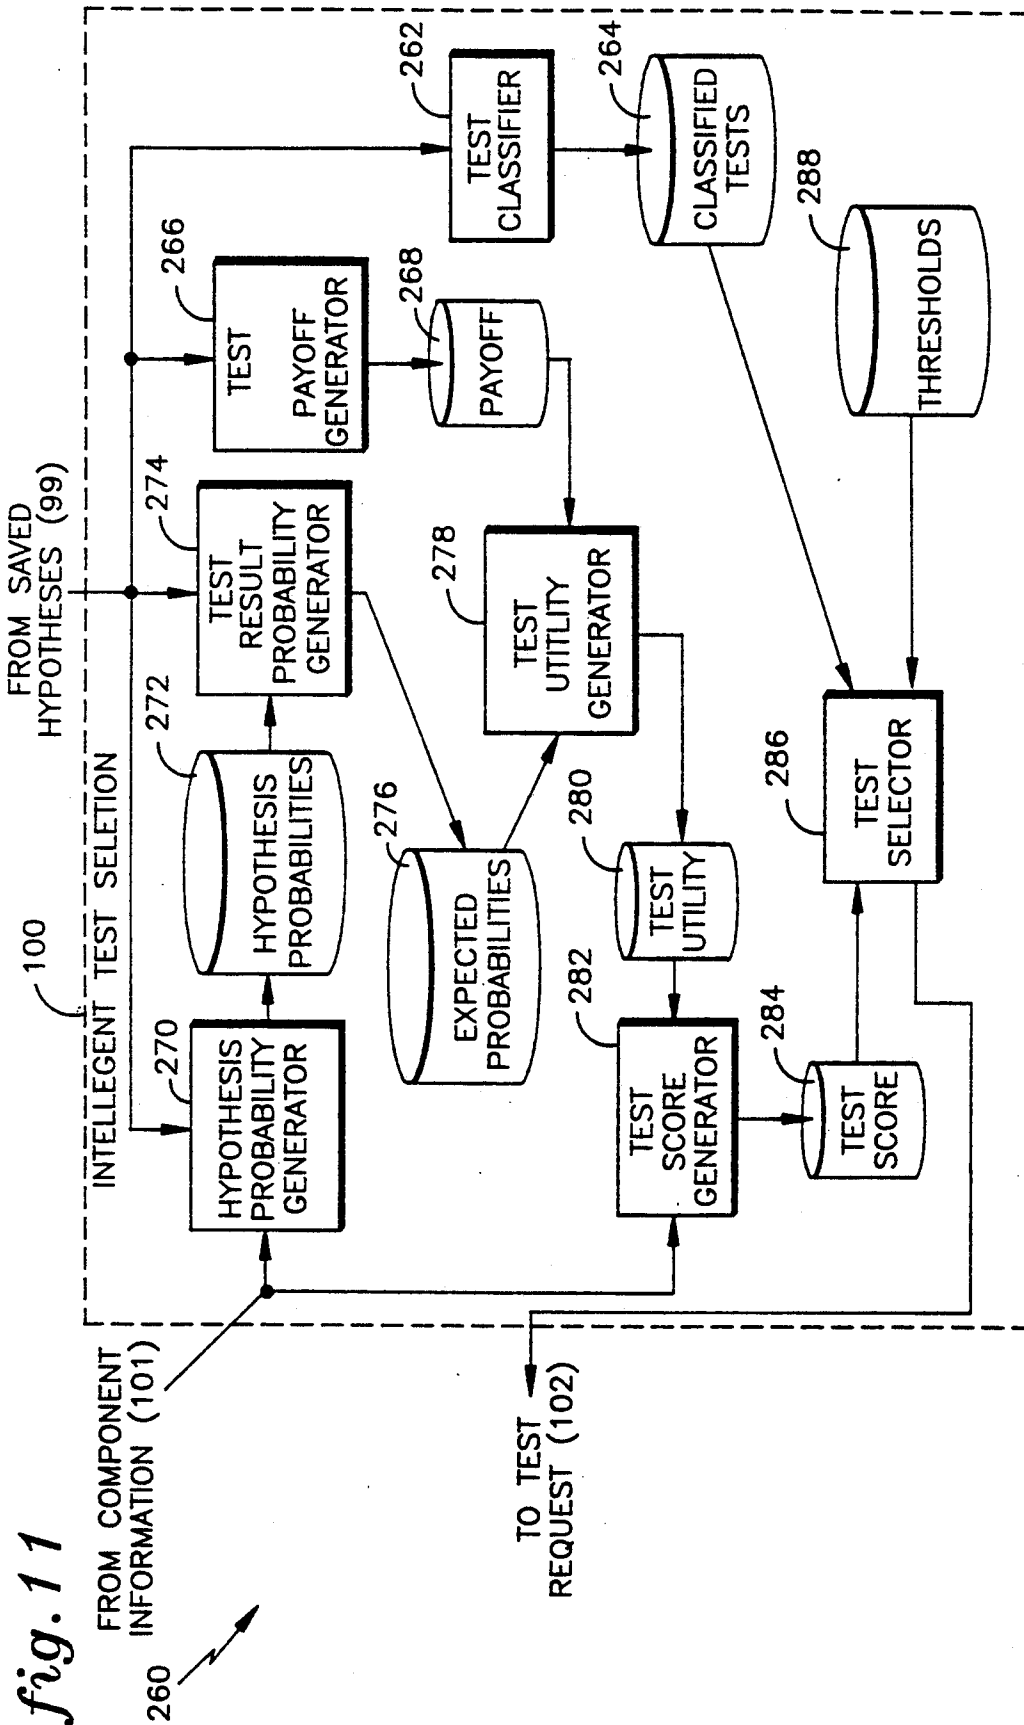 fig.11
260
FROM COMPONENT
INFORMATION (101)
FROM SAVED
HYPOTHESES (99)
100
INTELLEGENT TEST SELETION
270
HYPOTHESIS
PROBABILITY
GENERATOR
272
HYPOTHESIS
PROBABILITIES
274
TEST
RESULT
PROBABILITY
GENERATOR
266
TEST
PAYOFF
GENERATOR
262
TEST
CLASSIFIER
276
EXPECTED
PROBABILITIES
268
PAYOFF
264
CLASSIFIED
TESTS
278
TEST
UTITLITY
GENERATOR
282
TEST
SCORE
GENERATOR
280
TEST
UTILITY
288
THRESHOLDS
284
TEST
SCORE
286
TEST
SELECTOR
TO TEST
REQUEST (102)